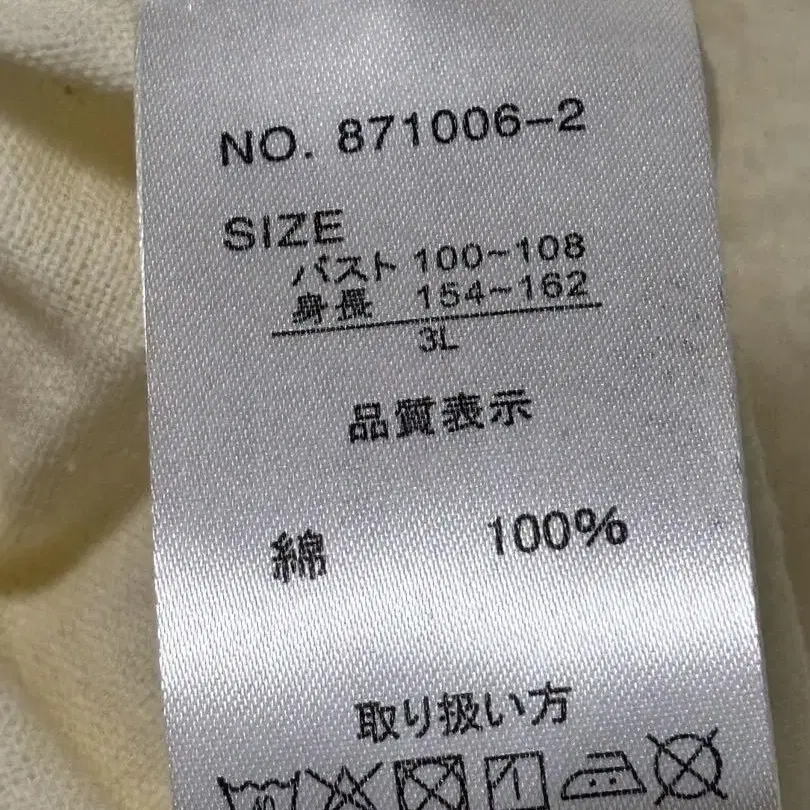 NO. 871006-2
SIZE
バスト 100~108
身長 154~162
3L
品質表示
綿 100%
取り扱い方
40